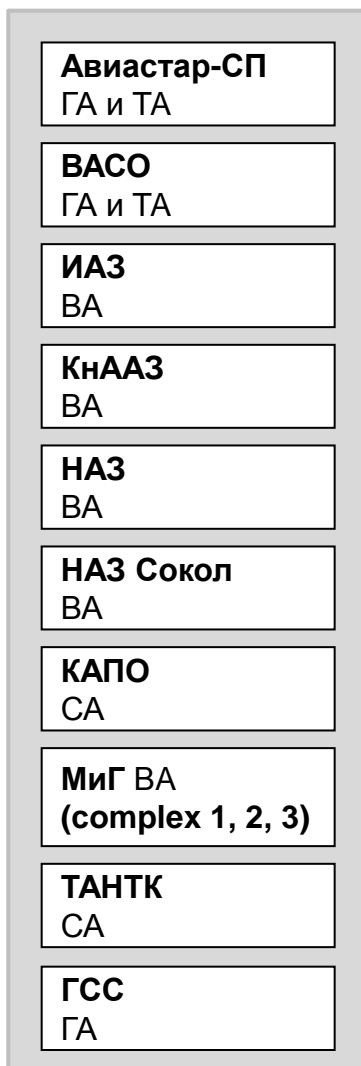 Авиастар-СП
ГА и ТА
ВАСО
ГА и ТА
ИАЗ
ВА
КнААЗ
ВА
НАЗ
ВА
НАЗ Сокол
ВА
КАПО
СА
МиГ ВА
(complex 1, 2, 3)
ТАНТК
СА
ГСС
ГА